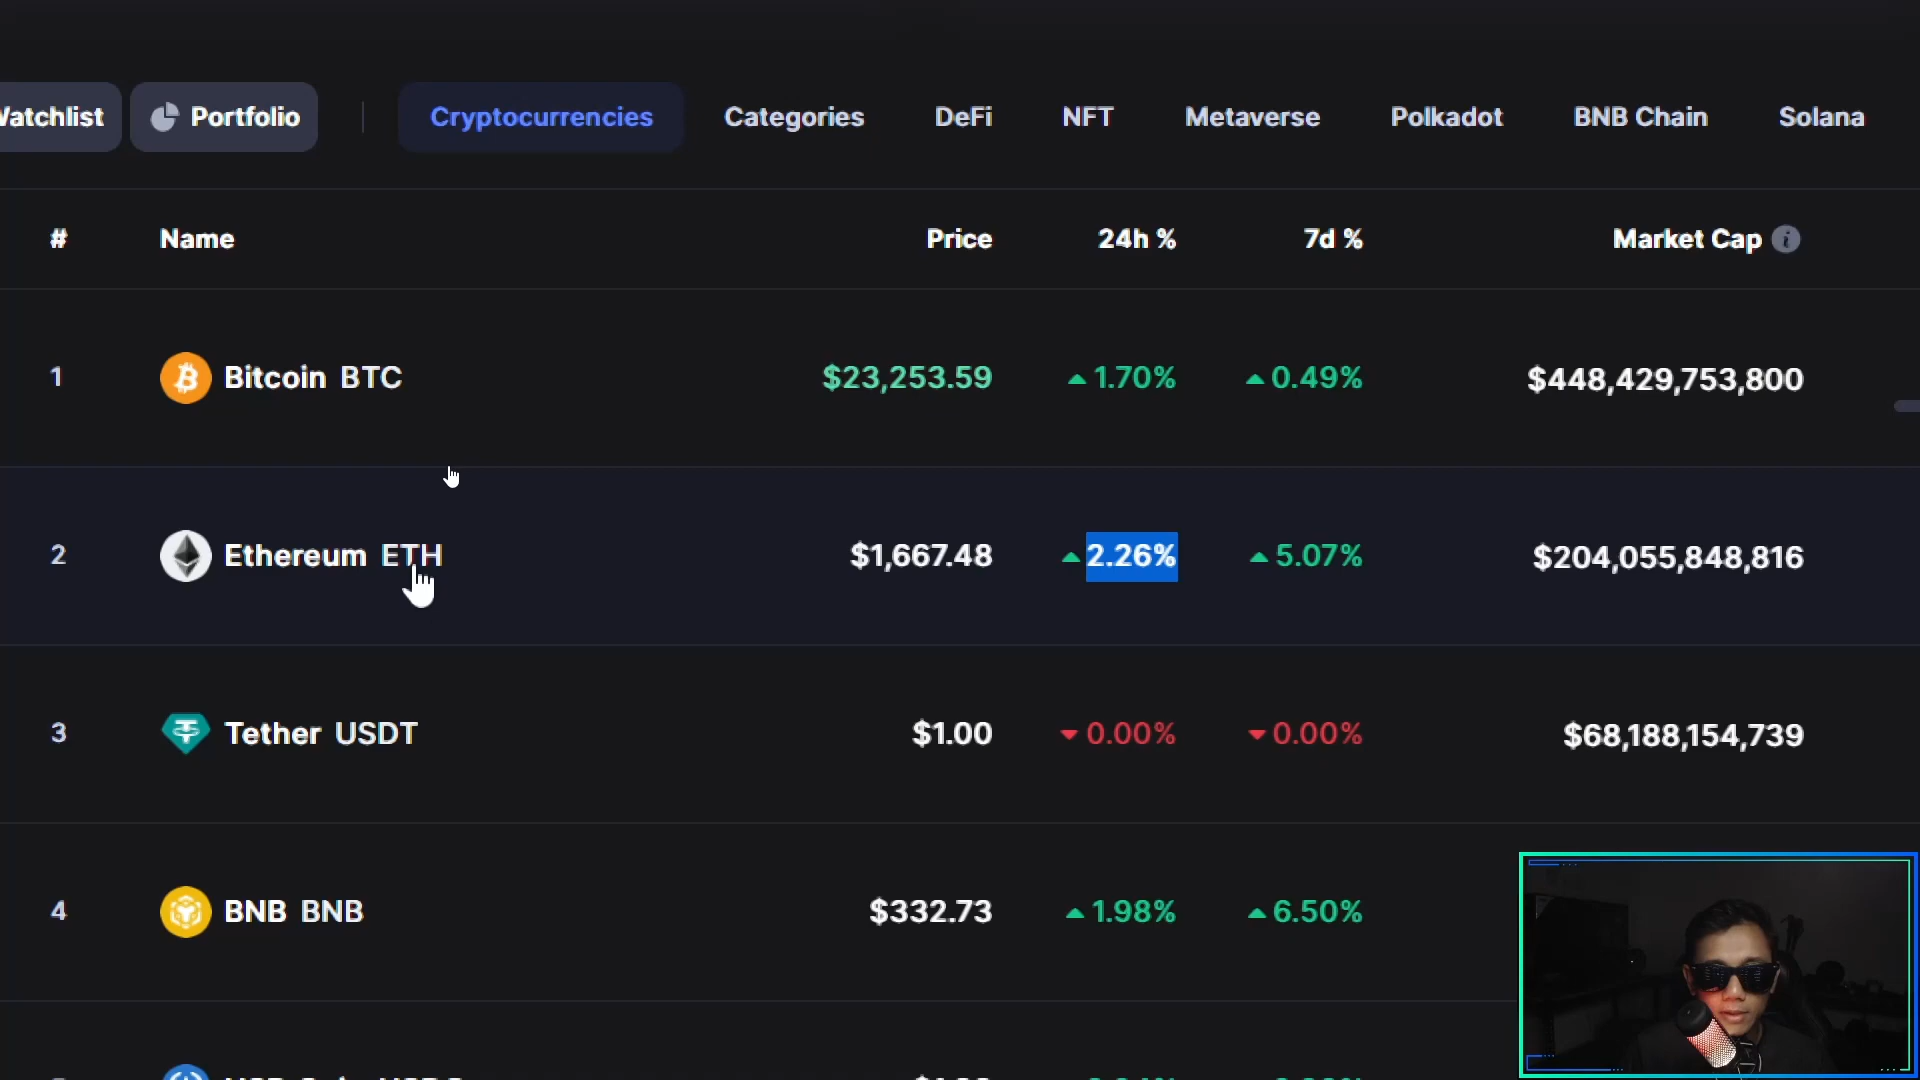 Watchlist Portfolio Cryptocurrencies Categories DeFi NFT Metaverse Polkadot BNB Chain Solana
# Name Price 24h % 7d % Market Cap
1 Bitcoin BTC $23,253.59 1.70% 0.49% $448,429,753,800
2 Ethereum ETH $1,667.48 2.26% 5.07% $204,055,848,816
3 Tether USDT $1.00 0.00% 0.00% $68,188,154,739
4 BNB BNB $332.73 1.98% 6.50%